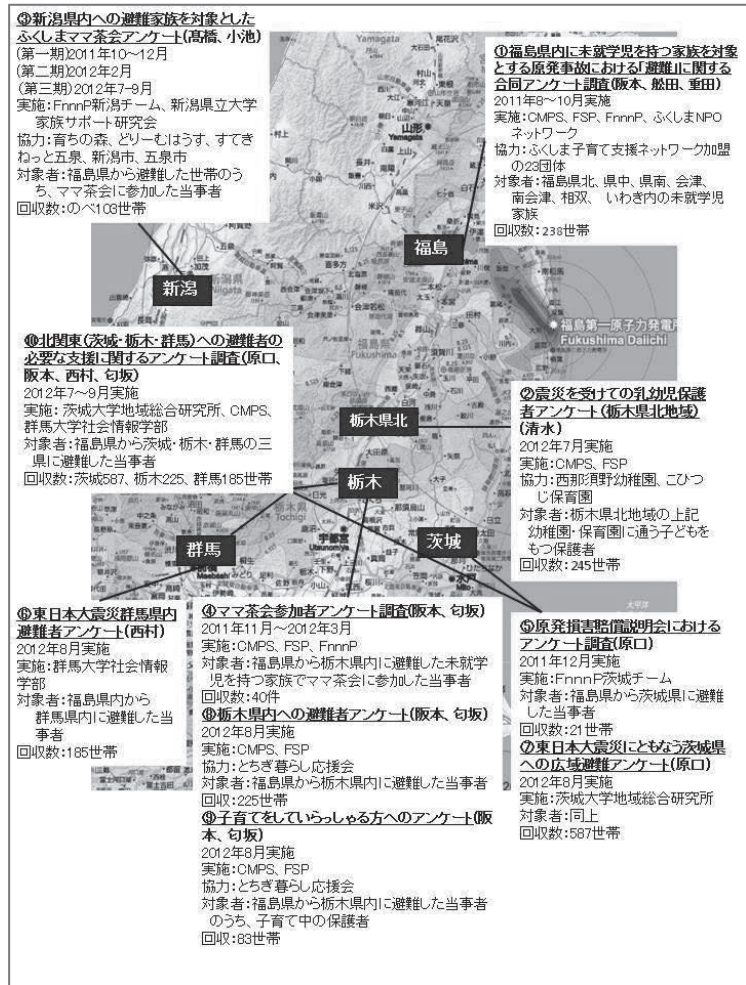 ③新潟県内への避難家族を対象とした
ふくしまママ茶会アンケート(髙橋、小池)
(第一期)2011年10～12月
(第二期)2012年2月
(第三期)2012年7-9月
実施:FnnnP新潟チーム、新潟県立大学
家族サポート研究会
協力:育ちの森、どりーむはうす、すてき
ねっと五泉、新潟市、五泉市
対象者:福島県から避難した世帯のう
ち、ママ茶会に参加した当事者
回収数:のべ103世帯
①福島県内に未就学児を持つ家族を対象
とする原発事故における「避難」に関する
合同アンケート調査(阪本、舩田、重田)
2011年8～10月実施
実施:CMPS、FSP、FnnnP、ふくしまNPO
ネットワーク
協力:ふくしま子育て支援ネットワーク加盟
の23団体
対象者:福島県北、県中、県南、会津、
南会津、相双、いわき内の未就学児
家族
回収数:238世帯
Yamagata
山形
福島
新潟
福島第一原子力発電所
Fukushima Daiichi
福島県
Fukushima
⑩北関東(茨城・栃木・群馬)への避難者の
必要な支援に関するアンケート調査(原口、
阪本、西村、匂坂)
2012年7～9月実施
実施:茨城大学地域総合研究所、CMPS、
群馬大学社会情報学部
対象者:福島県から茨城・栃木・群馬の三
県に避難した当事者
回収数:茨城587、栃木225、群馬185世帯
栃木県北
②震災を受けての乳幼児保護
者アンケート(栃木県北地域)
(清水)
2012年7月実施
実施:CMPS、FSP
協力:西那須野幼稚園、こひつ
じ保育園
対象者:栃木県北地域の上記
幼稚園・保育園に通う子どもを
もつ保護者
回収数:245世帯
栃木
栃木県
Tochigi
群馬
茨城
宇都宮
Utsunomiya
水戸
Maebashi
太平洋
⑥東日本大震災群馬県内
避難者アンケート(西村)
2012年8月実施
実施:群馬大学社会情報
学部
対象者:福島県内から
群馬県内に避難した当
事者
回収数:185世帯
④ママ茶会参加者アンケート調査(阪本、匂坂)
2011年11月～2012年3月
実施:CMPS、FSP、FnnnP
対象者:福島県から栃木県内に避難した未就学
児を持つ家族でママ茶会に参加した当事者
回収数:40件
⑧栃木県内への避難者アンケート(阪本、匂坂)
2012年8月実施
実施:CMPS、FSP
協力:とちぎ暮らし応援会
対象者:福島県から栃木県内に避難した当事者
回収:225世帯
⑨子育てをしていらっしゃる方へのアンケート(阪
本、匂坂)
2012年8月実施
実施:CMPS、FSP
協力:とちぎ暮らし応援会
対象者:福島県から栃木県内に避難した当事者
のうち、子育て中の保護者
回収:83世帯
⑤原発損害賠償説明会における
アンケート調査(原口)
2011年12月実施
実施:FnnnP茨城チーム
対象者:福島県から茨城県に避難
した当事者
回収数:21世帯
⑦東日本大震災にともなう茨城県
への広域避難アンケート(原口)
2012年8月実施
実施:茨城大学地域総合研究所
対象者:同上
回収数:587世帯